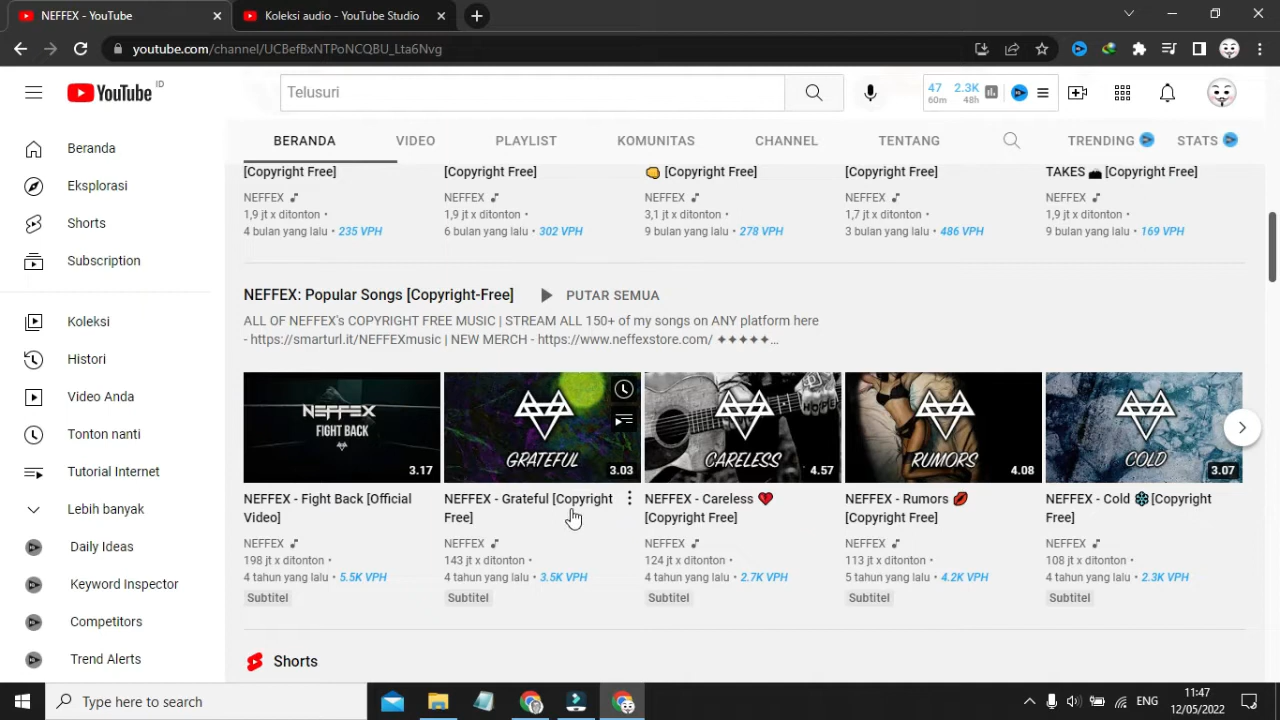 NEFFEX - YouTube
Koleksi audio - YouTube Studio
youtube.com/channel/UCBefBxNTPoNCQBU_Lta6Nvg
YouTube ID
Telusuri
47 2.3K
60m 48h
BERANDA VIDEO PLAYLIST KOMUNITAS CHANNEL TENTANG TRENDING STATS
Beranda
Eksplorasi
Shorts
Subscription
Koleksi
Histori
Video Anda
Tonton nanti
Tutorial Internet
Lebih banyak
Daily Ideas
Keyword Inspector
Competitors
Trend Alerts
[Copyright Free]
NEFFEX
1,9 jt x ditonton •
4 bulan yang lalu • 235 VPH
[Copyright Free]
NEFFEX
1,9 jt x ditonton •
6 bulan yang lalu • 302 VPH
👊 [Copyright Free]
NEFFEX
3,1 jt x ditonton •
9 bulan yang lalu • 278 VPH
[Copyright Free]
NEFFEX
1,7 jt x ditonton •
3 bulan yang lalu • 486 VPH
TAKES [Copyright Free]
NEFFEX
1,9 jt x ditonton •
9 bulan yang lalu • 169 VPH
NEFFEX: Popular Songs [Copyright-Free] PUTAR SEMUA
ALL OF NEFFEX's COPYRIGHT FREE MUSIC | STREAM ALL 150+ of my songs on ANY platform here
- https://smarturl.it/NEFFEXmusic | NEW MERCH - https://www.neffexstore.com/ ✦✦✦✦✦...
NEFFEX
FIGHT BACK
3.17
NEFFEX - Fight Back [Official
Video]
NEFFEX
198 jt x ditonton •
4 tahun yang lalu • 5.5K VPH
Subtitel
GRATEFUL
3.03
NEFFEX - Grateful [Copyright
Free]
NEFFEX
143 jt x ditonton •
4 tahun yang lalu • 3.5K VPH
Subtitel
HOPE
CARELESS
4.57
NEFFEX - Careless 💔
[Copyright Free]
NEFFEX
124 jt x ditonton •
4 tahun yang lalu • 2.7K VPH
Subtitel
RUMORS
4.08
NEFFEX - Rumors 💋
[Copyright Free]
NEFFEX
113 jt x ditonton •
5 tahun yang lalu • 4.2K VPH
Subtitel
COLD
3.07
NEFFEX - Cold ❄ [Copyright
Free]
NEFFEX
108 jt x ditonton •
4 tahun yang lalu • 2.3K VPH
Subtitel
Shorts
Type here to search
ENG
11:47
12/05/2022